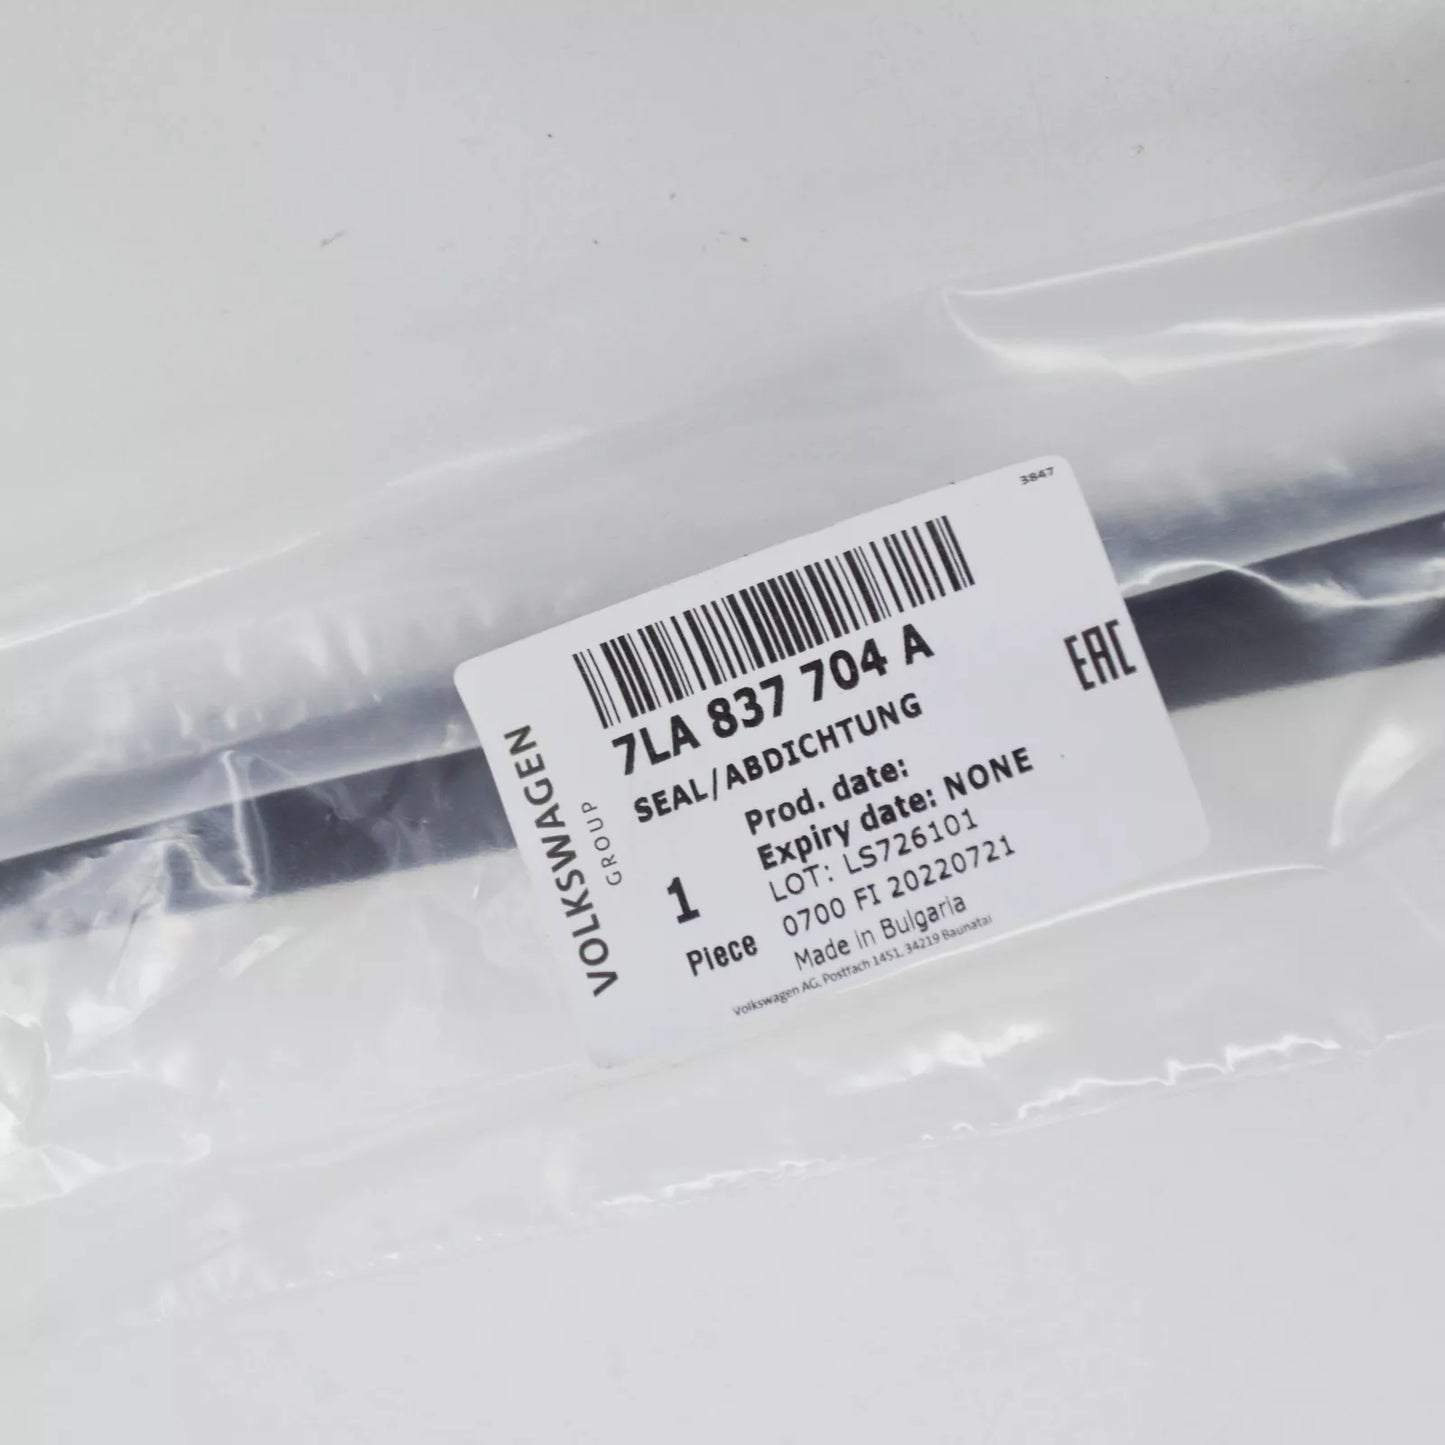 3847
7LA 837 704 A
SEAL/ABDICHTUNG
EAC
Prod. date:
Expiry date: NONE
LOT: LS726101
0700 FI 20220721
Made in Bulgaria
1
Piece
Volkswagen AG, Postfach 1451, 34219 Baunatal
VOLKSWAGEN
GROUP